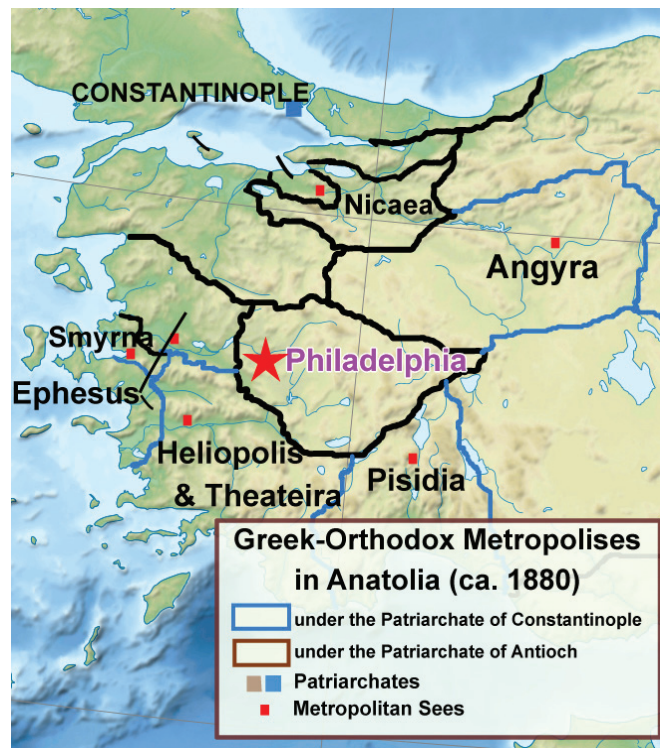 CONSTANTINOPLE
Nicaea
Angyra
Smyrna
Philadelphia
Ephesus
Heliopolis
& Theateira
Pisidia
Greek-Orthodox Metropolises
in Anatolia (ca. 1880)
under the Patriarchate of Constantinople
under the Patriarchate of Antioch
Patriarchates
Metropolitan Sees